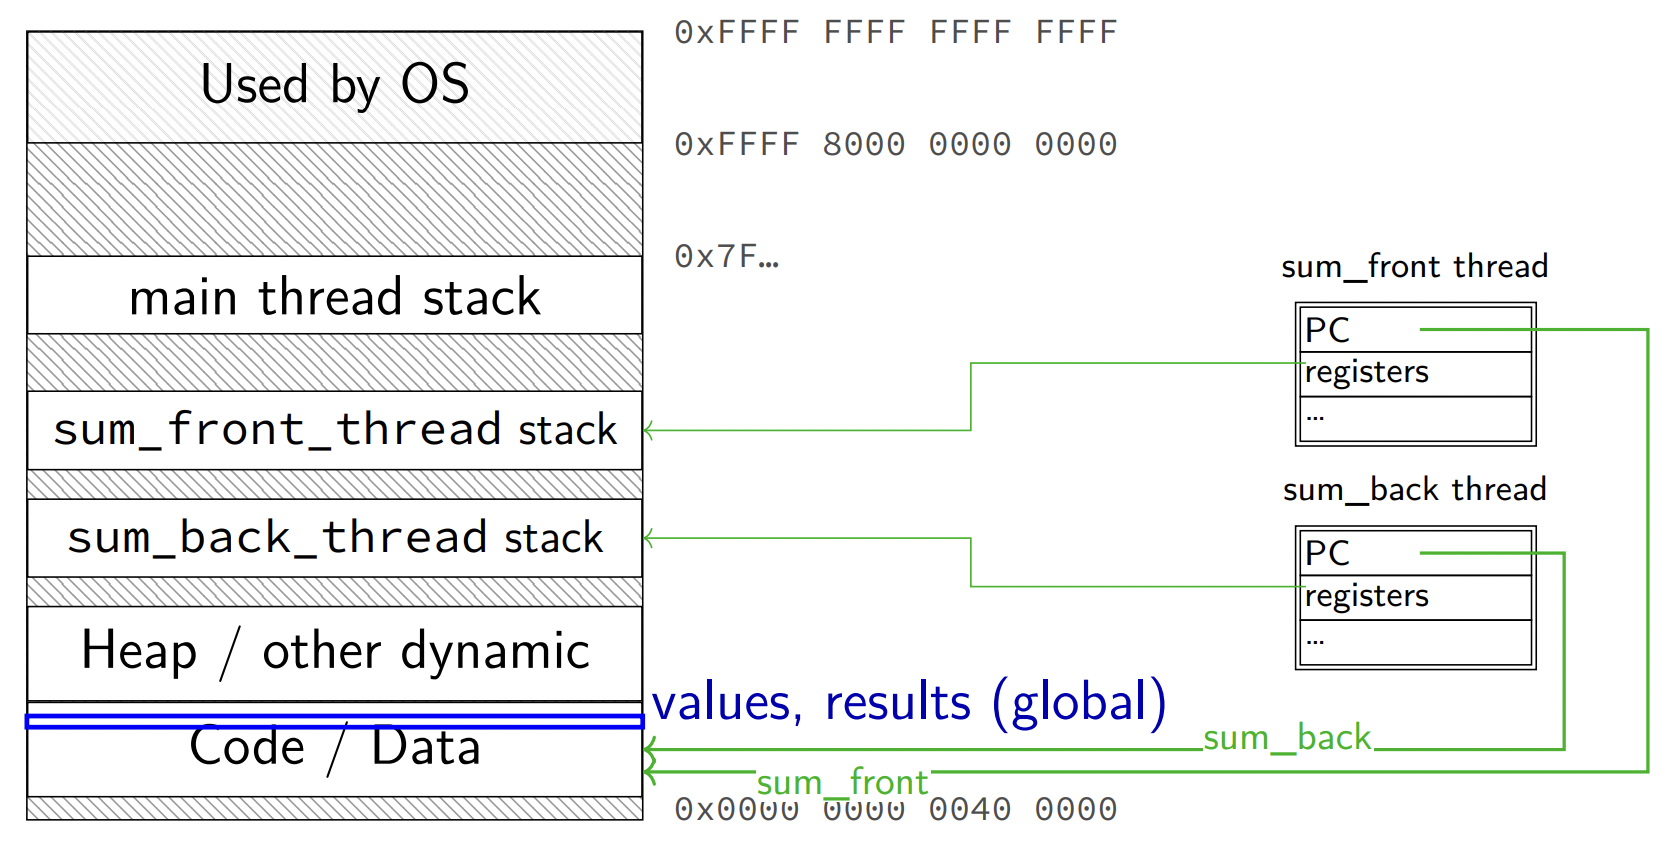 0xFFFF FFFF FFFF FFFF
Used by OS
0xFFFF 8000 0000 0000
0x7F…
main thread stack
sum_front_thread stack
sum_back_thread stack
Heap / other dynamic
values, results (global)
Code / Data
sum_front thread
PC
registers
...
sum_back thread
PC
registers
...
sum_back
sum_front
0x0000 0000 0040 0000